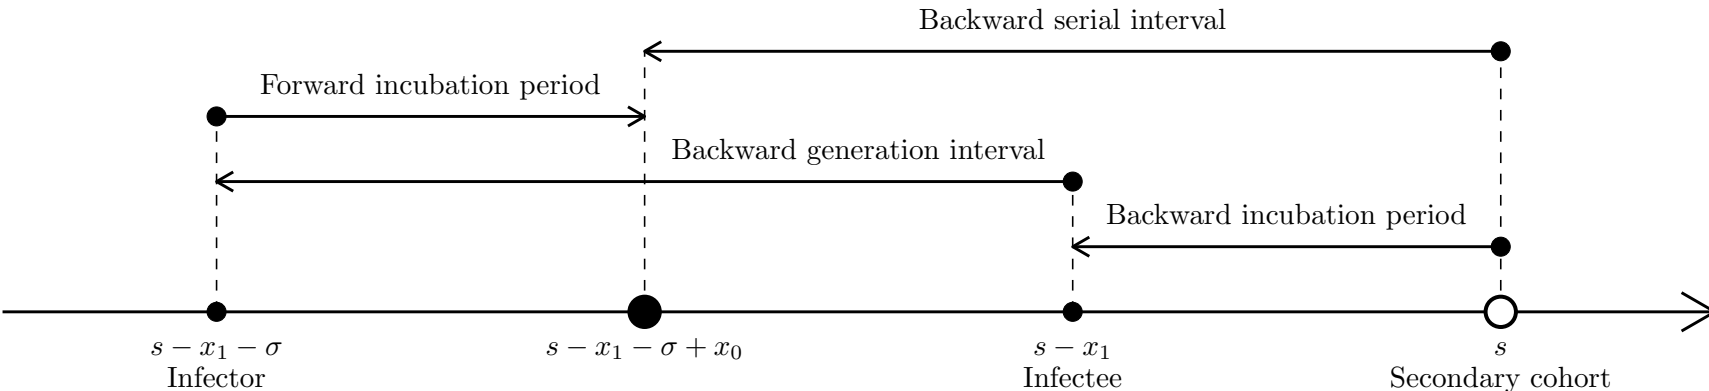 Backward serial interval
Forward incubation period
Backward generation interval
Backward incubation period
s − x₁ − σ
s − x₁ − σ + x₀
s − x₁
s
Infector
Infectee
Secondary cohort